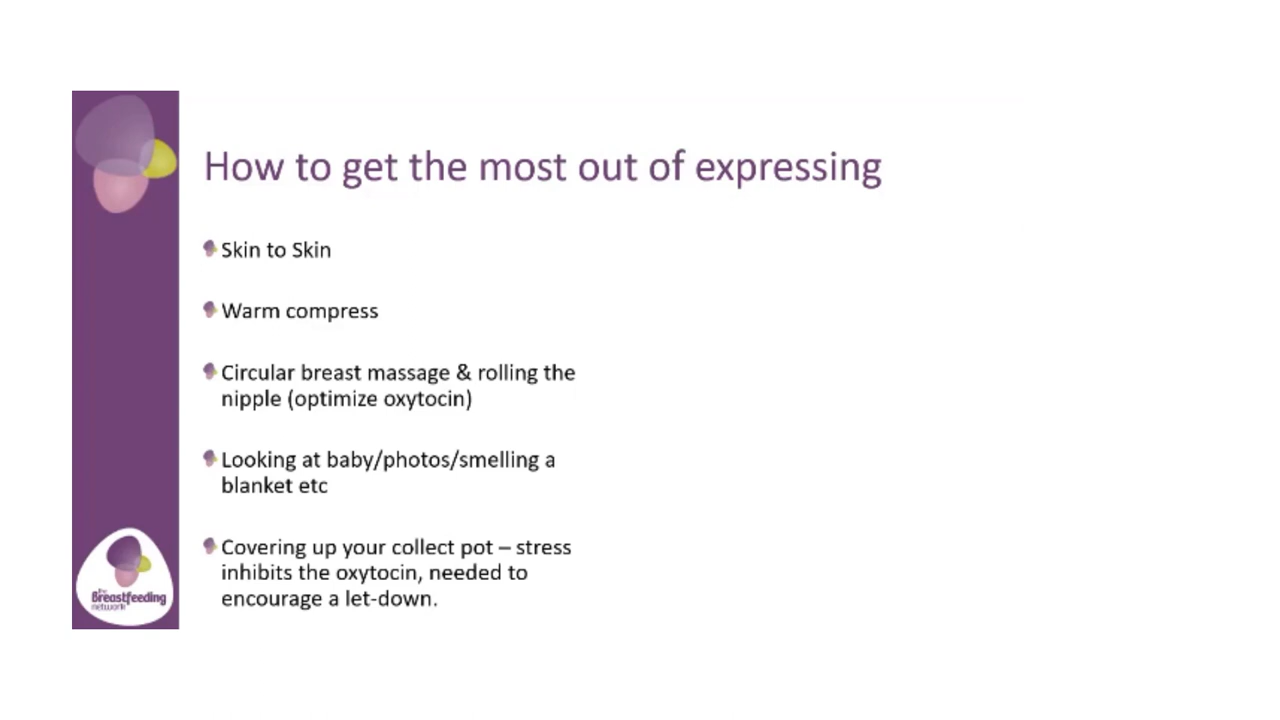 How to get the most out of expressing
Skin to Skin
Warm compress
Circular breast massage & rolling the
nipple (optimize oxytocin)
Looking at baby/photos/smelling a
blanket etc
Covering up your collect pot – stress
inhibits the oxytocin, needed to
encourage a let-down.
the
Breastfeeding
network